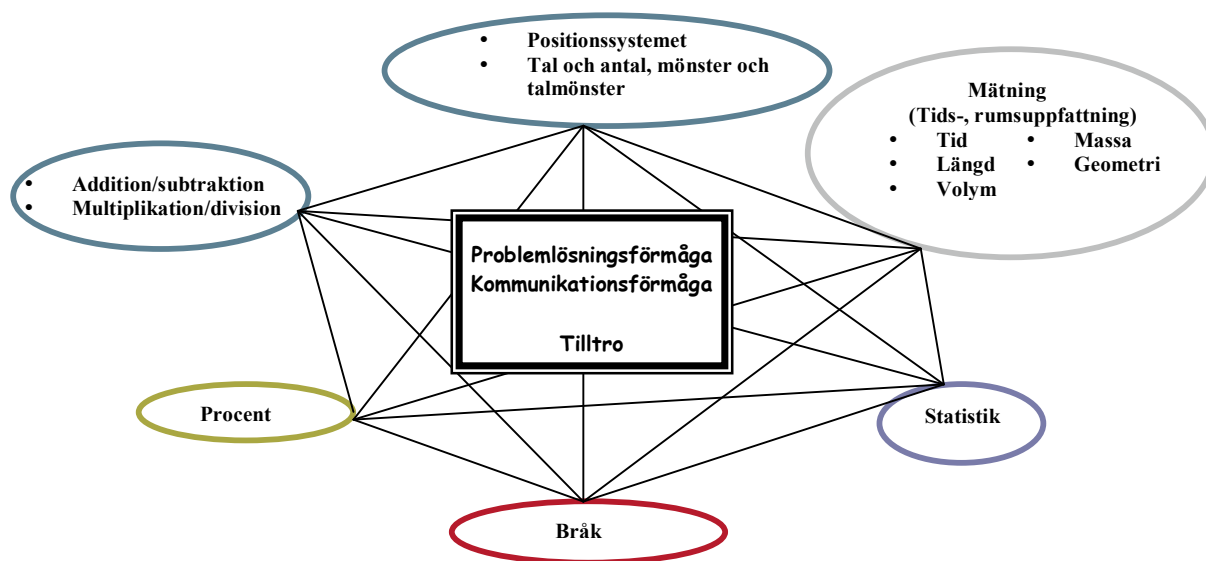 • Positionssystemet
• Tal och antal, mönster och
talmönster
Mätning
(Tids-, rumsuppfattning)
• Tid • Massa
• Längd • Geometri
• Volym
• Addition/subtraktion
• Multiplikation/division
Problemlösningsförmåga
Kommunikationsförmåga
Tilltro
Procent
Statistik
Bråk